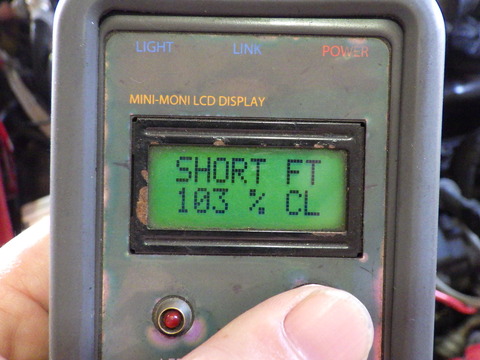 LIGHT LINK POWER
MINI-MONI LCD DISPLAY
SHORT FT
103 % CL